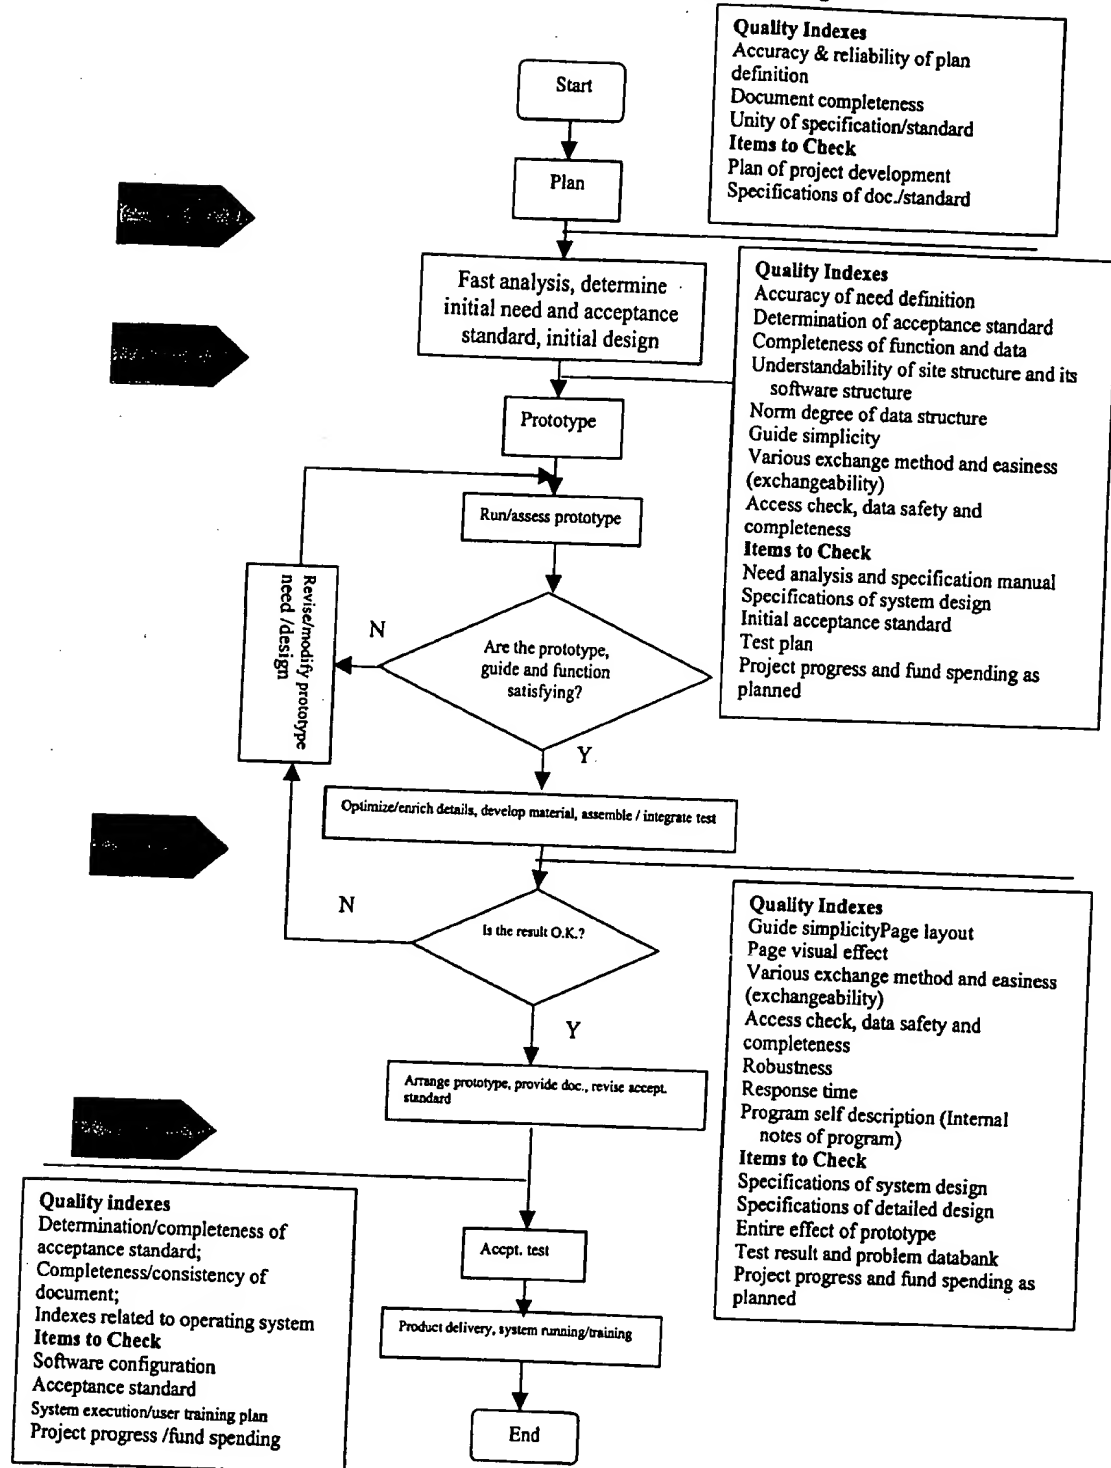 Quality Indexes
Accuracy & reliability of plan
definition
Document completeness
Unity of specification/standard
Items to Check
Plan of project development
Specifications of doc./standard
Start
Plan
Fast analysis, determine
initial need and acceptance
standard, initial design
Quality Indexes
Accuracy of need definition
Determination of acceptance standard
Completeness of function and data
Understandability of site structure and its
software structure
Norm degree of data structure
Guide simplicity
Various exchange method and easiness
(exchangeability)
Access check, data safety and
completeness
Items to Check
Need analysis and specification manual
Specifications of system design
Initial acceptance standard
Test plan
Project progress and fund spending as
planned
Prototype
Run/assess prototype
Revise/modify prototype
need /design
N
Are the prototype,
guide and function
satisfying?
Y
Optimize/enrich details, develop material, assemble / integrate test
N
Is the result O.K.?
Y
Quality Indexes
Guide simplicityPage layout
Page visual effect
Various exchange method and easiness
(exchangeability)
Access check, data safety and
completeness
Robustness
Response time
Program self description (Internal
notes of program)
Items to Check
Specifications of system design
Specifications of detailed design
Entire effect of prototype
Test result and problem databank
Project progress and fund spending as
planned
Arrange prototype, provide doc., revise accept.
standard
Quality indexes
Determination/completeness of
acceptance standard;
Completeness/consistency of
document;
Indexes related to operating system
Items to Check
Software configuration
Acceptance standard
System execution/user training plan
Project progress /fund spending
Accpt. test
Product delivery, system running/training
End